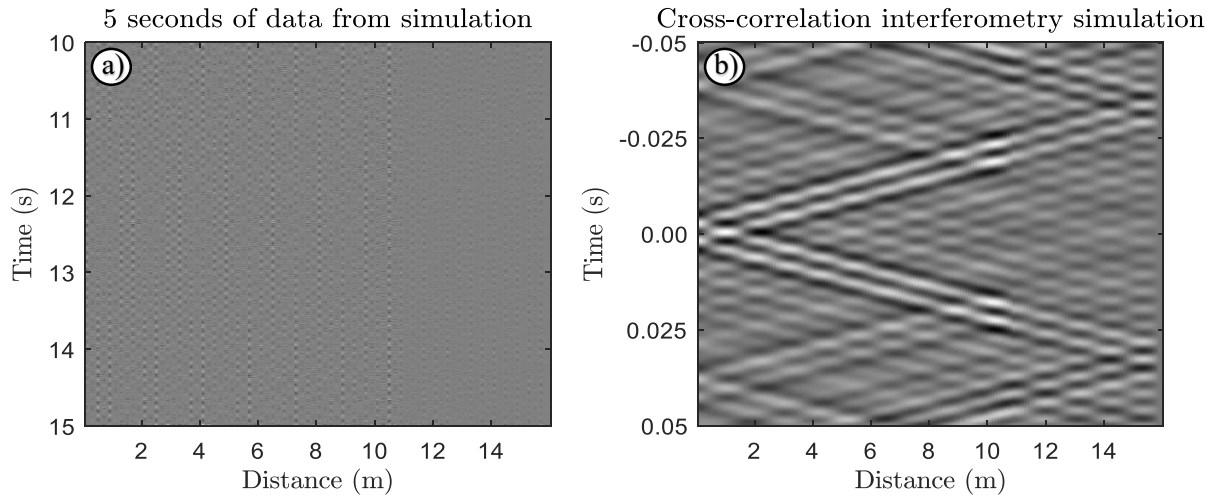 5 seconds of data from simulation
a)
10
11
12
13
14
15
Time (s)
2 4 6 8 10 12 14
Distance (m)
Cross-correlation interferometry simulation
b)
-0.05
-0.025
0.00
0.025
0.05
Time (s)
2 4 6 8 10 12 14
Distance (m)